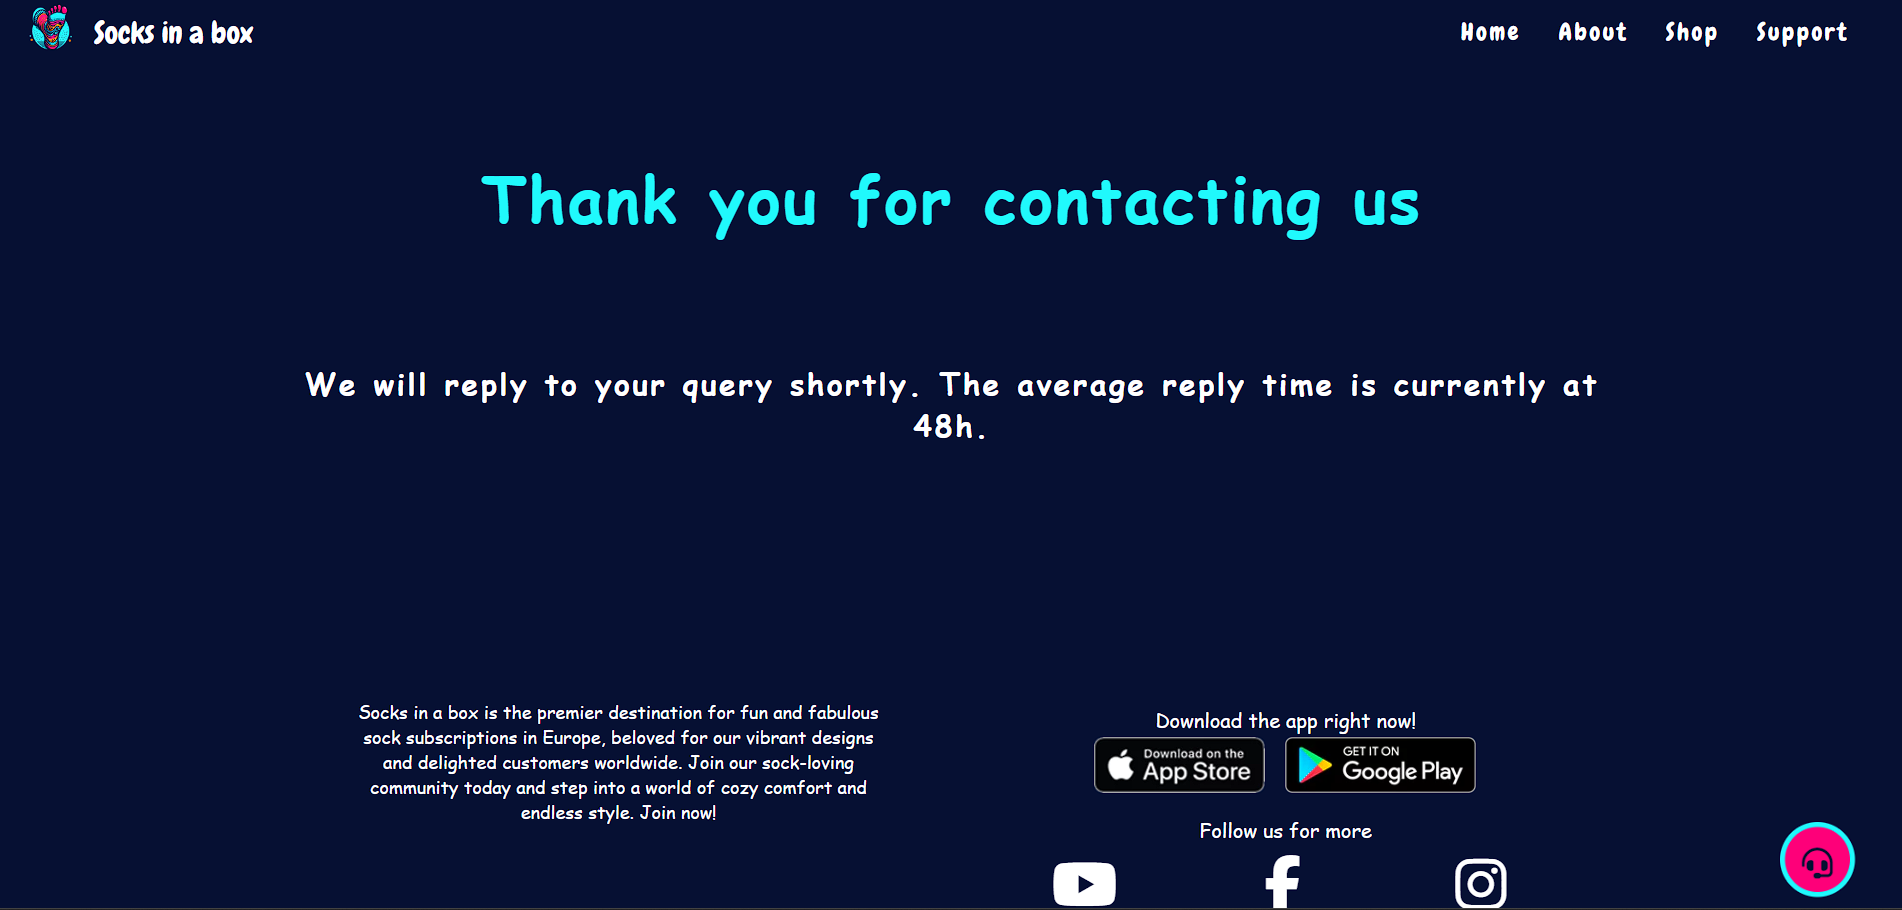 Socks in a box
Home About Shop Support
Thank you for contacting us
We will reply to your query shortly. The average reply time is currently at
48h.
Socks in a box is the premier destination for fun and fabulous
sock subscriptions in Europe, beloved for our vibrant designs
and delighted customers worldwide. Join our sock-loving
community today and step into a world of cozy comfort and
endless style. Join now!
Download the app right now!
Download on the
App Store
GET IT ON
Google Play
Follow us for more